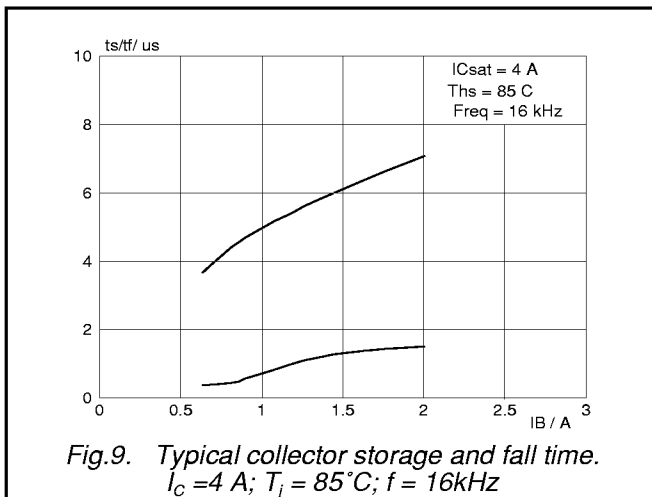 ts/tf/ us
10
ICsat = 4 A
Ths = 85 C
Freq = 16 kHz
8
6
4
2
0
0 0.5 1 1.5 2 2.5 3
IB / A
Fig.9. Typical collector storage and fall time.
I_C =4 A; T_j = 85˚C; f = 16kHz